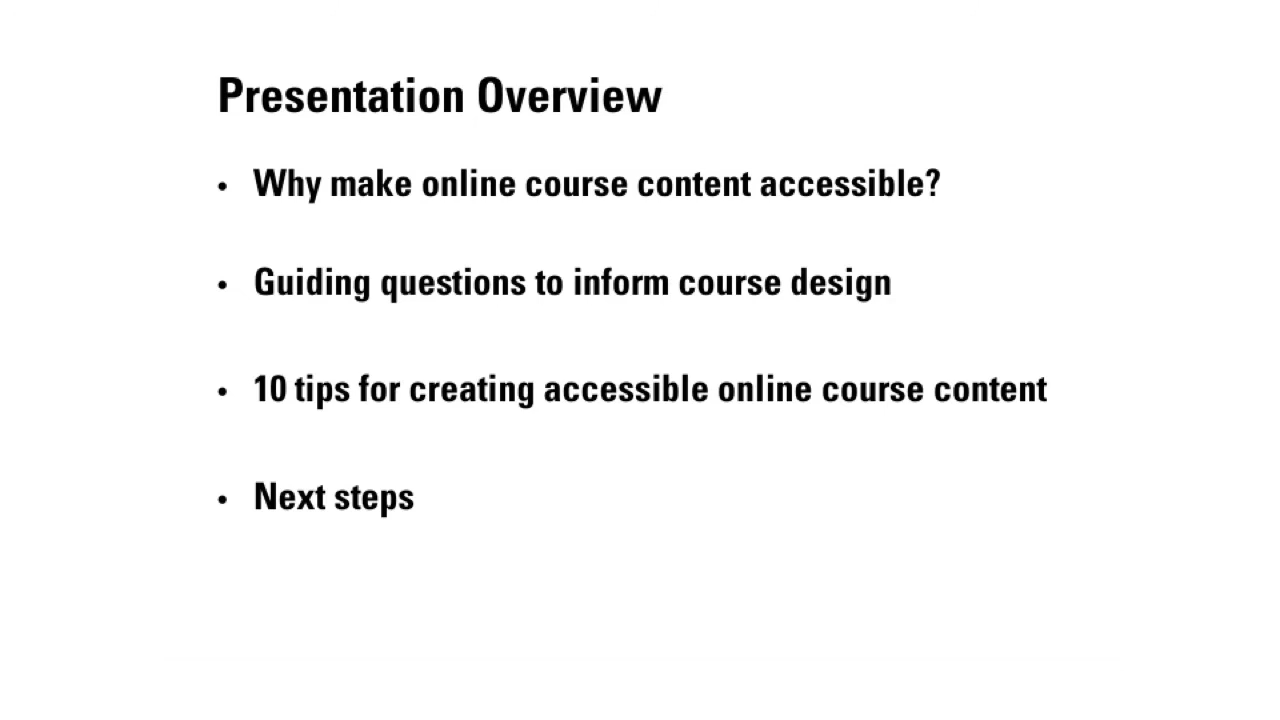 Presentation Overview
• Why make online course content accessible?
• Guiding questions to inform course design
• 10 tips for creating accessible online course content
• Next steps